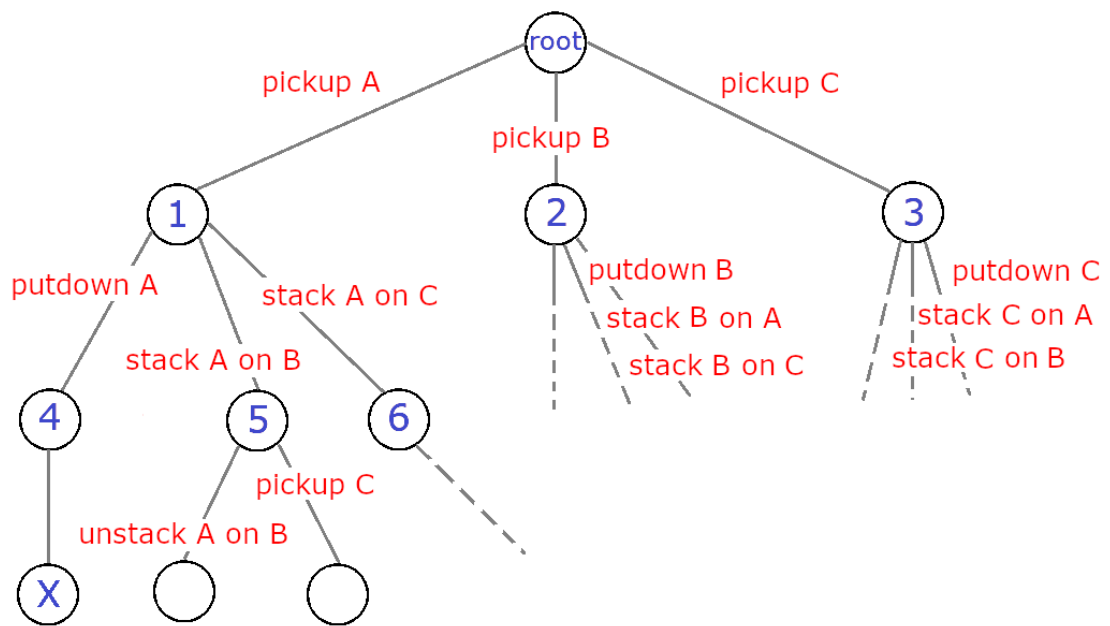 root
pickup A
pickup C
pickup B
1
2
3
putdown A
stack A on C
putdown B
putdown C
stack B on A
stack C on A
stack A on B
stack B on C
stack C on B
4
5
6
pickup C
unstack A on B
X